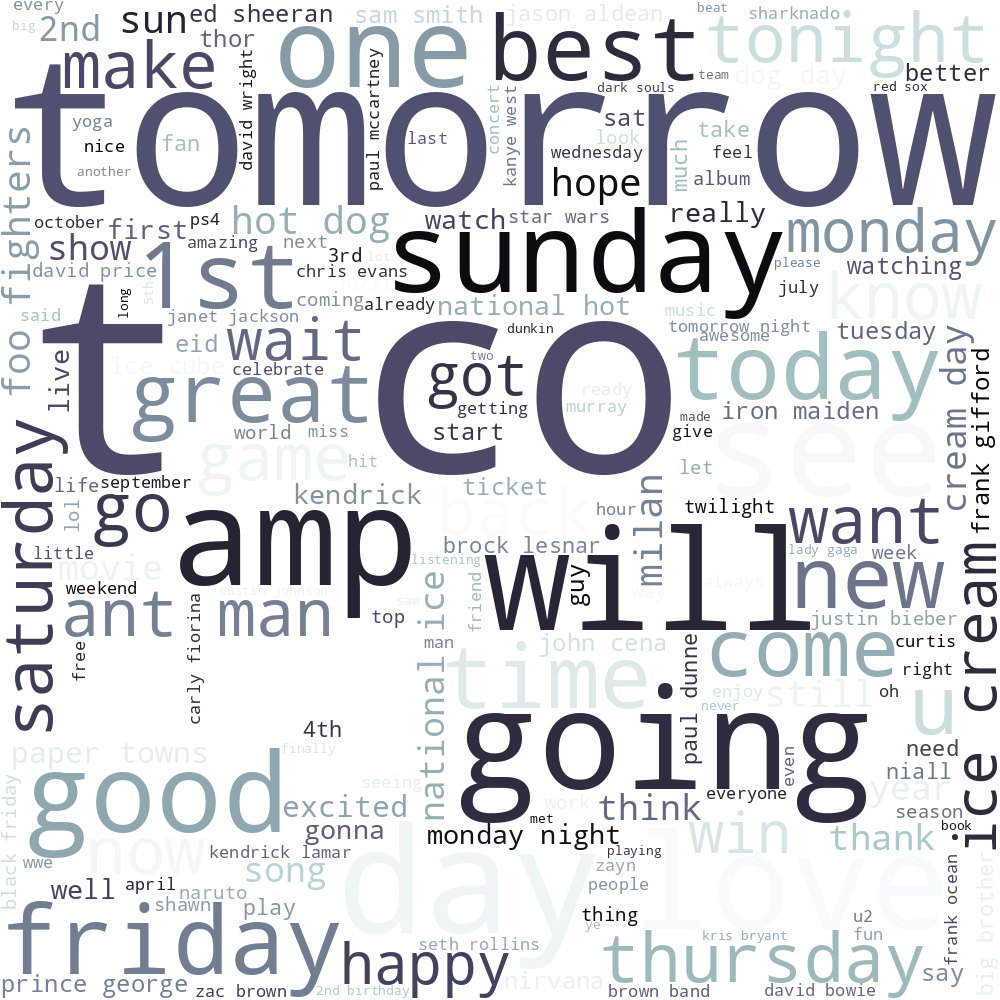 every
big
2nd
sun
ed sheeran
thor
sam smith
jason aldean
beat
sharknado
one
best
tonight
make
david wright
paul mccartney
concert
kanye west
dark souls
team
dog day
better
red sox
tomorrow
yoga
nice
another
fan
last
sat
look
wednesday
take
much
feel
album
hope
foo fighters
october
first
ps4
hot dog
watch
star wars
really
monday
show
amazing
next
3rd
lot
sunday
please
watching
david price
long
5th
1st
chris evans
nicki
july
know
said
janet jackson
coming
already
national hot
music
tomorrow night
awesome
tuesday
eid
wait
dunkin
t co
live
ice cube
celebrate
great
two
got
getting
ready
murray
today
cream day
frank gifford
made
give
iron maiden
world
miss
start
see
game
hit
let
saturday
life
september
lol
go
kendrick
ticket
back
hour
milan
twilight
want
little
amp
brock lesnar
will
lady gaga
week
movie
weekend
listening
guy
way
always
new
ant man
dustin johnson
saw
top
friend
justin bieber
free
carly fiorina
national ice
man
john cena
paul dunne
come
curtis
right
ice cream
time
enjoy
never
still
oh
u
4th
going
need
paper towns
finally
good
seeing
even
niall
black friday
excited
work
think
everyone
year
season
gonna
met
monday night
win
thank
book
now
kendrick lamar
playing
wwe
song
day
love
zayn
people
well
april
naruto
shawn
play
thing
ye
frank ocean
big brother
u2
fun
friday
happy
seth rollins
kris bryant
thursday
say
prince george
zac brown
2nd birthday
nirvana
brown band
david bowie